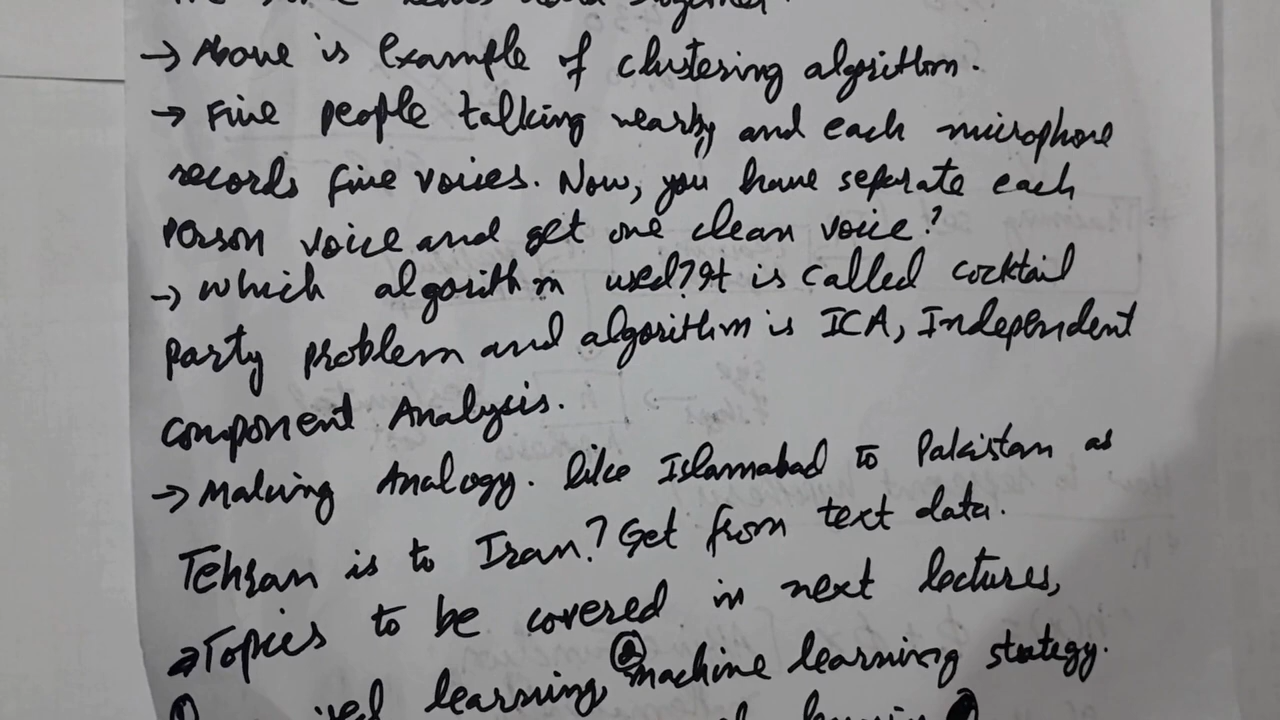 → Above is Example of clustering algorithm.
→ Five people talking nearby and each microphone
records five voices. Now, you have separate each
person voice and get one clean voice?
→ which algorithm used? It is called cocktail
party problem and algorithm is ICA, Independent
component Analysis.
→ Making Analogy. like Islamabad to Pakistan as
Tehran is to Iran? Get from text data.
→ Topics to be covered in next lectures,
learning, ② machine learning strategy.